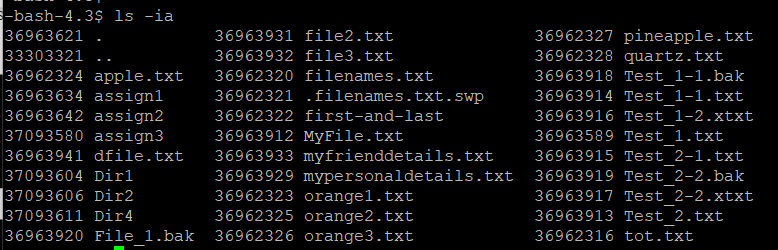 -bash-4.3$ ls -ia
36963621 .            36963931 file2.txt              36962327 pineapple.txt
33303321 ..           36963932 file3.txt              36962328 quartz.txt
36962324 apple.txt    36962320 filenames.txt          36963918 Test_1-1.bak
36963634 assign1      36962321 .filenames.txt.swp     36963914 Test_1-1.txt
36963642 assign2      36962322 first-and-last         36963916 Test_1-2.xtxt
37093580 assign3      36963912 MyFile.txt             36963589 Test_1.txt
36963941 dfile.txt    36963933 myfrienddetails.txt    36963915 Test_2-1.txt
37093604 Dir1         36963929 mypersonaldetails.txt  36963919 Test_2-2.bak
37093606 Dir2         36962323 orange1.txt            36963917 Test_2-2.xtxt
37093611 Dir4         36962325 orange2.txt            36963913 Test_2.txt
36963920 File_1.bak   36962326 orange3.txt            36962316 tot.txt